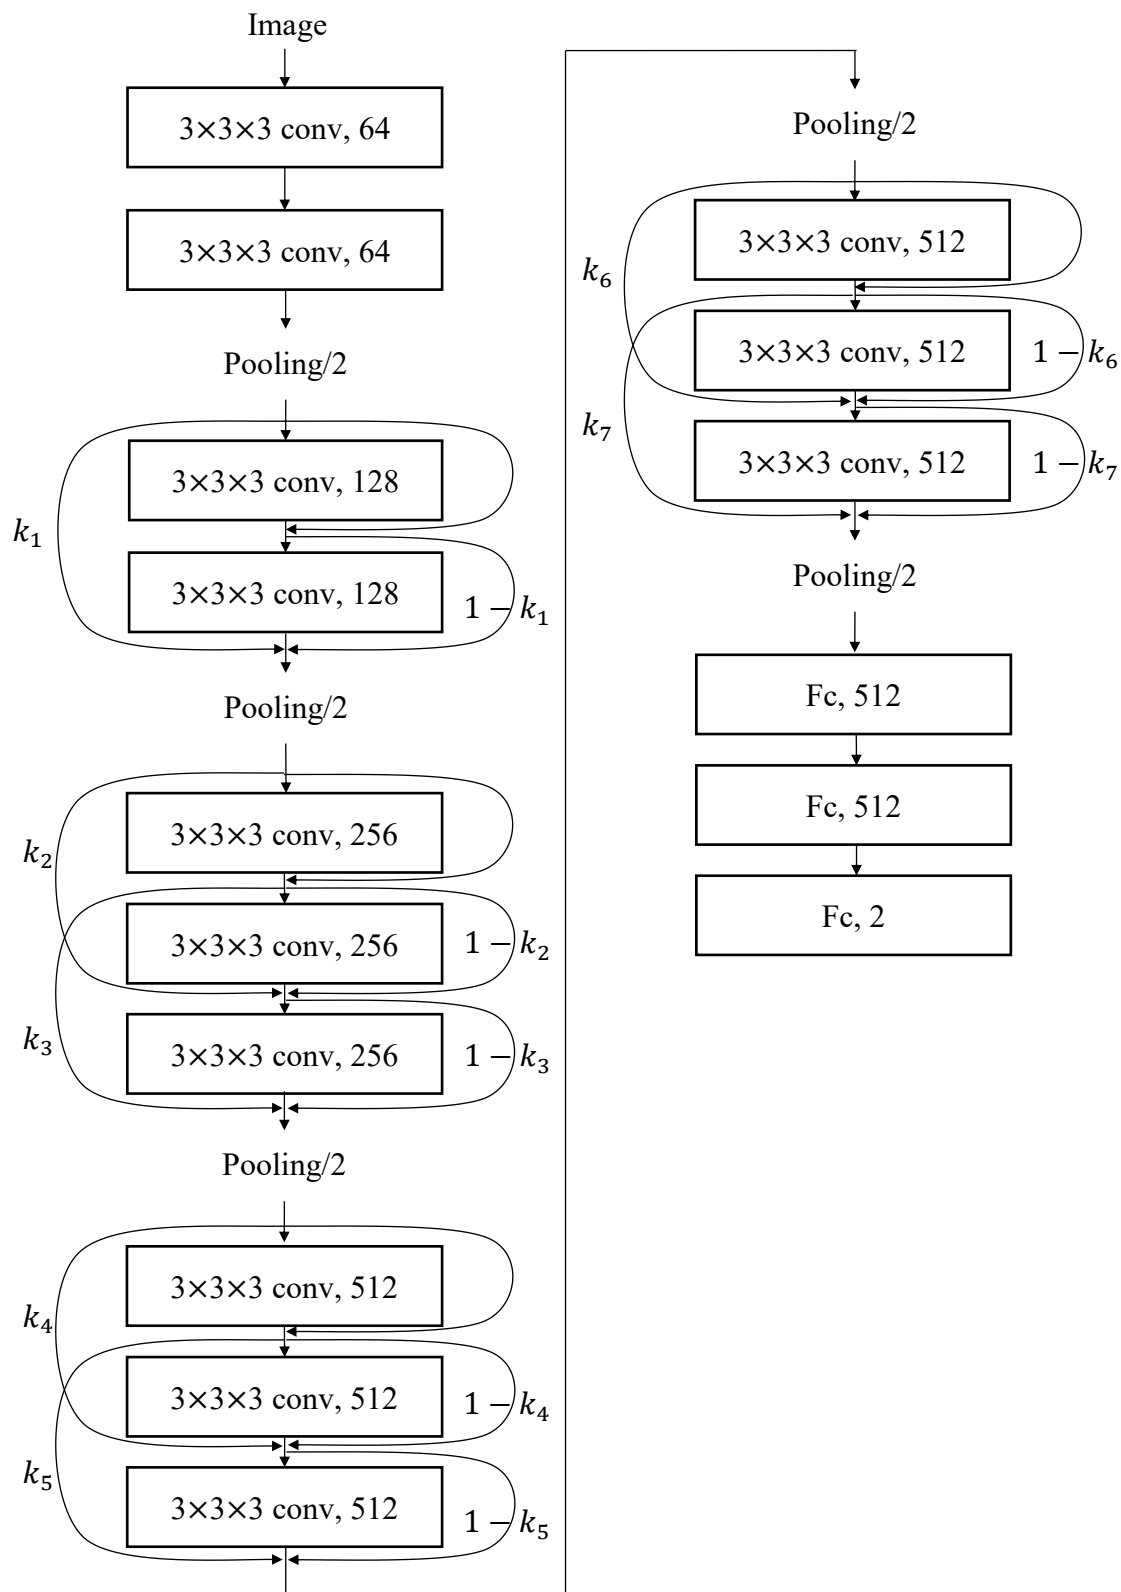 Image
3×3×3 conv, 64
3×3×3 conv, 64
Pooling/2
3×3×3 conv, 128
k₁
3×3×3 conv, 128
1 − k₁
Pooling/2
3×3×3 conv, 256
k₂
3×3×3 conv, 256
1 − k₂
k₃
3×3×3 conv, 256
1 − k₃
Pooling/2
3×3×3 conv, 512
k₄
3×3×3 conv, 512
1 − k₄
k₅
3×3×3 conv, 512
1 − k₅
Pooling/2
3×3×3 conv, 512
k₆
3×3×3 conv, 512
1 − k₆
k₇
3×3×3 conv, 512
1 − k₇
Pooling/2
Fc, 512
Fc, 512
Fc, 2